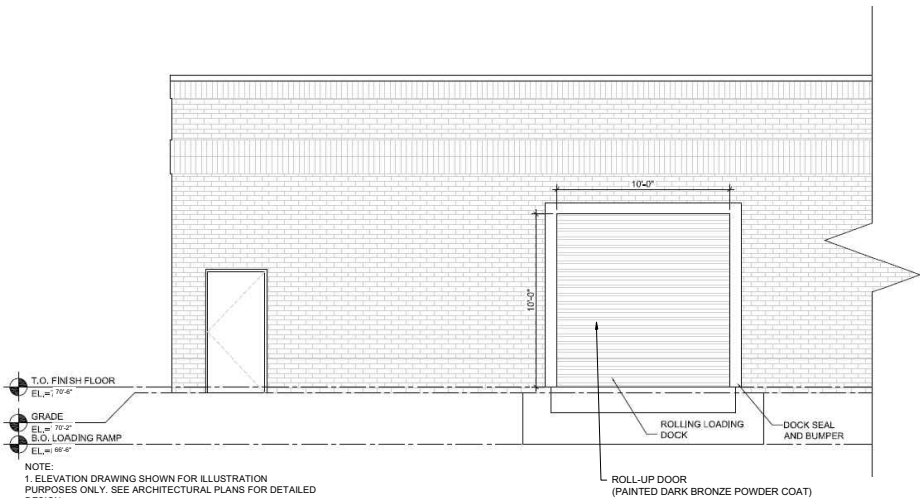 10'-0"
10'-0"
T.O. FINISH FLOOR
EL.= 70'-6"
GRADE
EL.= 70'-2"
B.O. LOADING RAMP
EL.= 66'-6"
ROLLING LOADING
DOCK
DOCK SEAL
AND BUMPER
NOTE:
1. ELEVATION DRAWING SHOWN FOR ILLUSTRATION
PURPOSES ONLY. SEE ARCHITECTURAL PLANS FOR DETAILED
DESIGN
ROLL-UP DOOR
(PAINTED DARK BRONZE POWDER COAT)